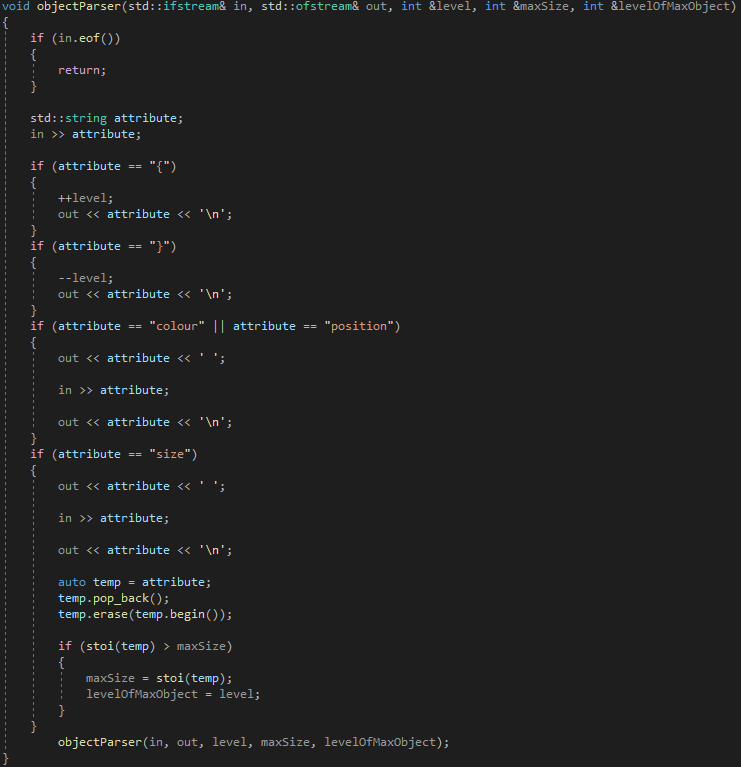 void objectParser(std::ifstream& in, std::ofstream& out, int &level, int &maxSize, int &levelOfMaxObject)
{
    if (in.eof())
    {
        return;
    }

    std::string attribute;
    in >> attribute;

    if (attribute == "{")
    {
        ++level;
        out << attribute << '\n';
    }
    if (attribute == "}")
    {
        --level;
        out << attribute << '\n';
    }
    if (attribute == "colour" || attribute == "position")
    {
        out << attribute << ' ';

        in >> attribute;

        out << attribute << '\n';
    }
    if (attribute == "size")
    {
        out << attribute << ' ';

        in >> attribute;

        out << attribute << '\n';

        auto temp = attribute;
        temp.pop_back();
        temp.erase(temp.begin());

        if (stoi(temp) > maxSize)
        {
            maxSize = stoi(temp);
            levelOfMaxObject = level;
        }
    }
        objectParser(in, out, level, maxSize, levelOfMaxObject);
}